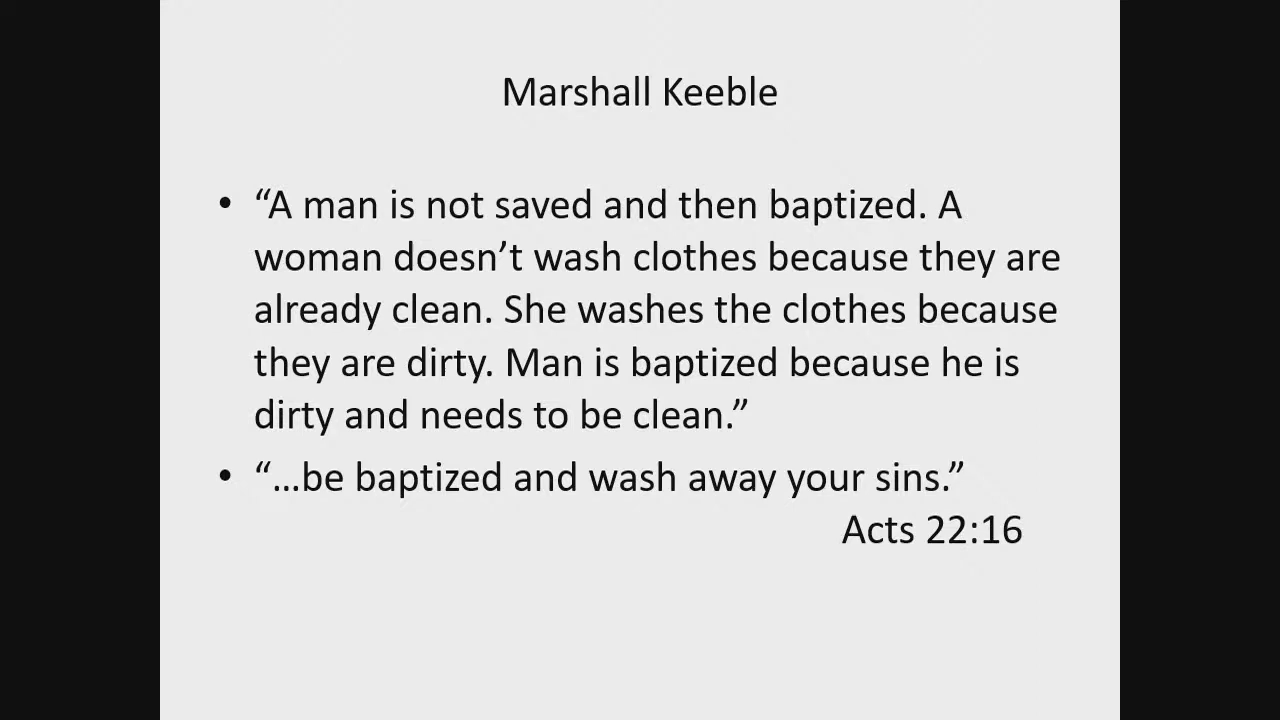 Marshall Keeble
• “A man is not saved and then baptized. A
woman doesn’t wash clothes because they are
already clean. She washes the clothes because
they are dirty. Man is baptized because he is
dirty and needs to be clean.”
• “…be baptized and wash away your sins.”
Acts 22:16